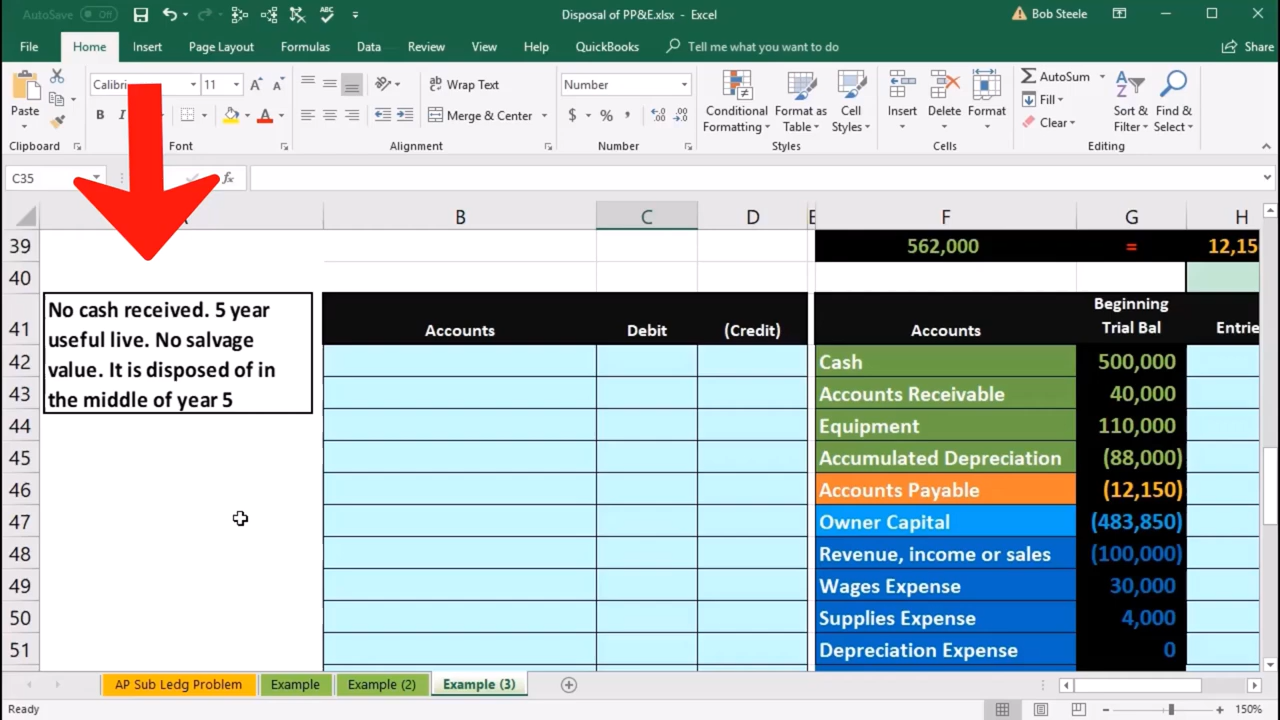 AutoSave Off
Disposal of PP&E.xlsx - Excel
Bob Steele
File Home Insert Page Layout Formulas Data Review View Help QuickBooks Tell me what you want to do Share
Paste
Clipboard
Calibri 11
B
A
Font
ab Wrap Text
Merge & Center
Alignment
Number
$ % ,
Number
Conditional Formatting
Format as Table
Cell Styles
Styles
Insert
Delete
Format
Cells
AutoSum
Fill
Clear
Sort & Filter
Find & Select
Editing
C35 fx
B C D E F G H
39 562,000 = 12,15
40
41 Accounts Debit (Credit) Accounts Beginning Trial Bal Entrie
No cash received. 5 year
useful live. No salvage
value. It is disposed of in
the middle of year 5
42 Cash 500,000
43 Accounts Receivable 40,000
44 Equipment 110,000
45 Accumulated Depreciation (88,000)
46 Accounts Payable (12,150)
47 Owner Capital (483,850)
48 Revenue, income or sales (100,000)
49 Wages Expense 30,000
50 Supplies Expense 4,000
51 Depreciation Expense 0
AP Sub Ledg Problem Example Example (2) Example (3)
Ready 150%